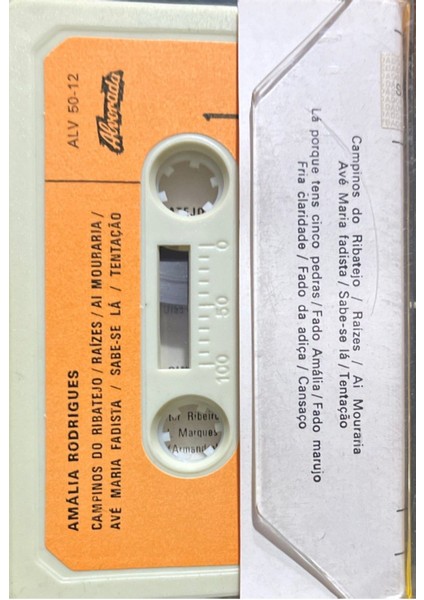 ALV 50-12
Alvorada
1
AMÁLIA RODRIGUES
CAMPINOS DO RIBATEJO / RAÍZES / AI MOURARIA /
AVÉ MARIA FADISTA / SABE-SE LÁ / TENTAÇÃO
0 50 100
Ribeiro
Marques
Campinos do Ribatejo / Raízes / Ai Mouraria
Avé Maria fadista / Sabe-se lá / Tentação
Lá porque tens cinco pedras / Fado Amália / Fado marujo
Fria claridade / Fado da adiça / Cansaço